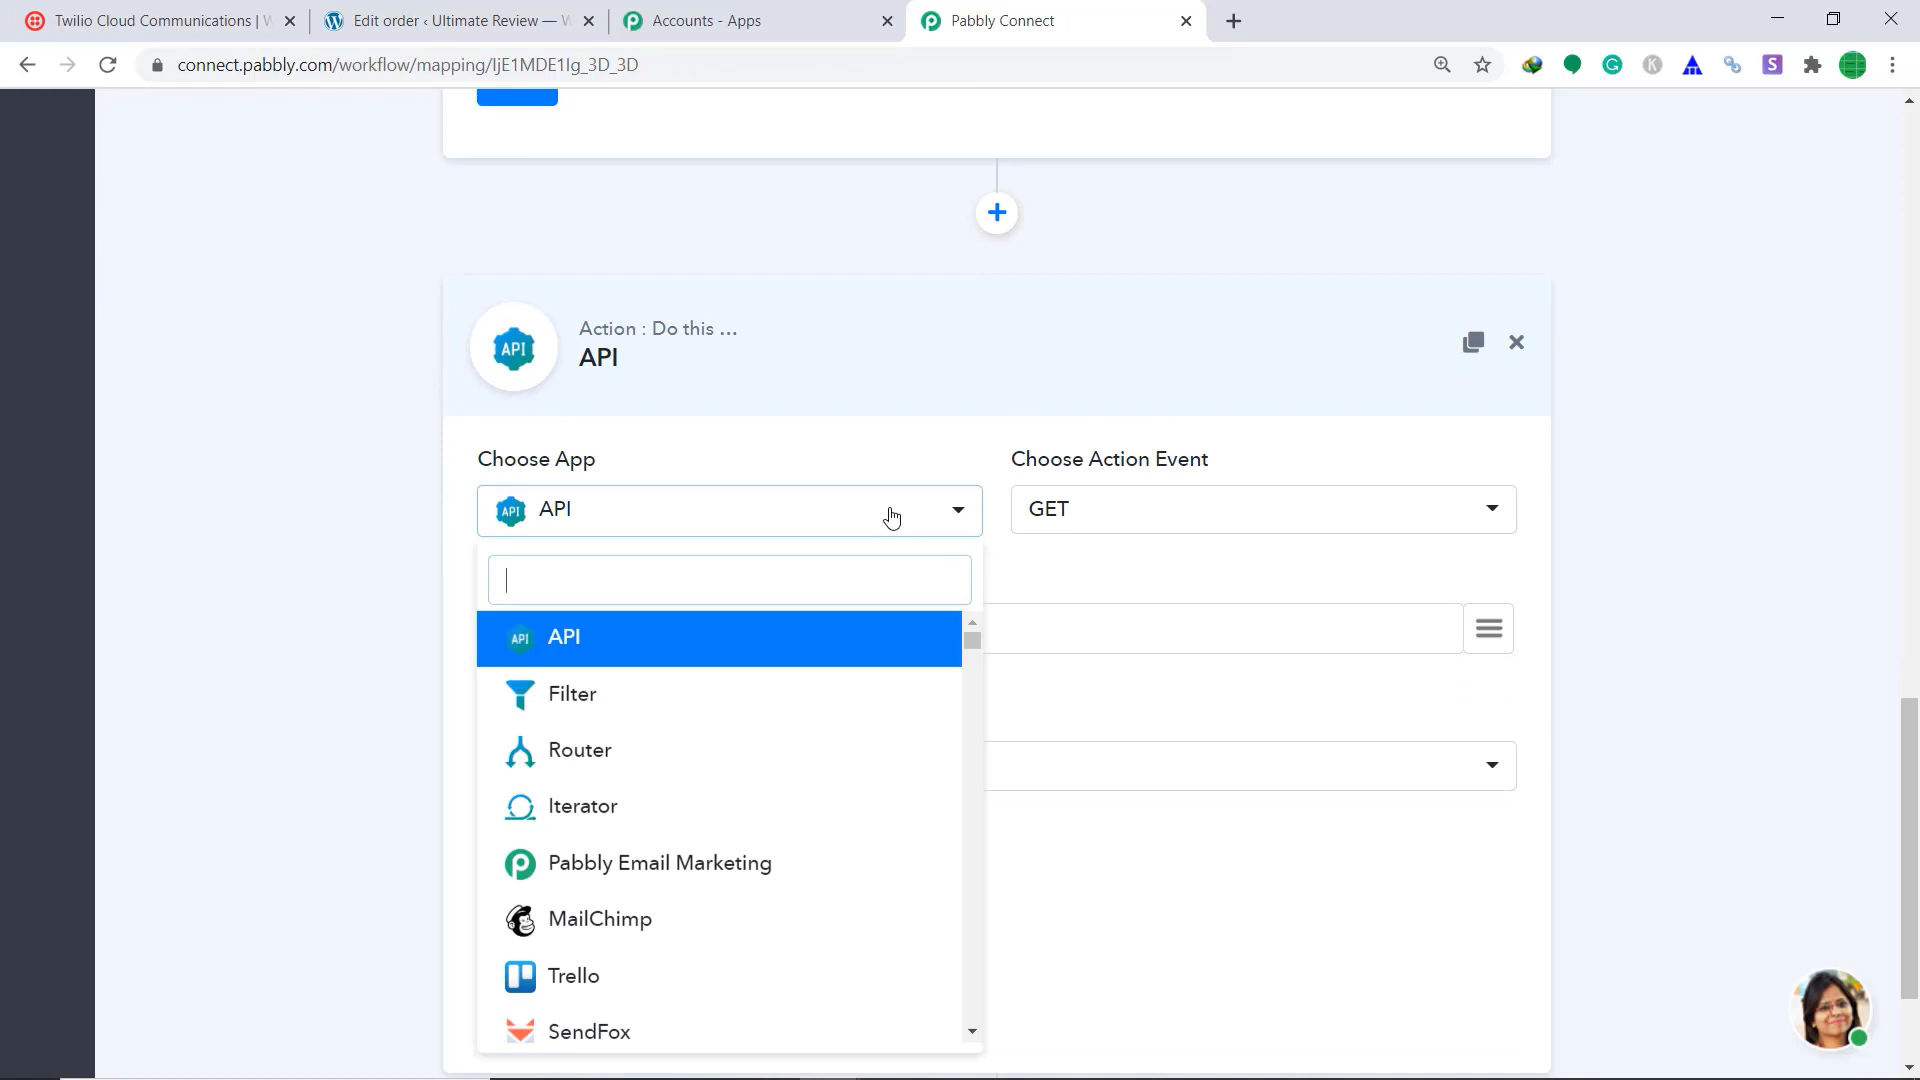 Twilio Cloud Communications | W
Edit order ‹ Ultimate Review — W
Accounts - Apps
Pabbly Connect
connect.pabbly.com/workflow/mapping/IjE1MDE1Ig_3D_3D
Action : Do this ...
API
API
Choose App
Choose Action Event
API
API
GET
API
API
Filter
Router
Iterator
Pabbly Email Marketing
MailChimp
Trello
SendFox